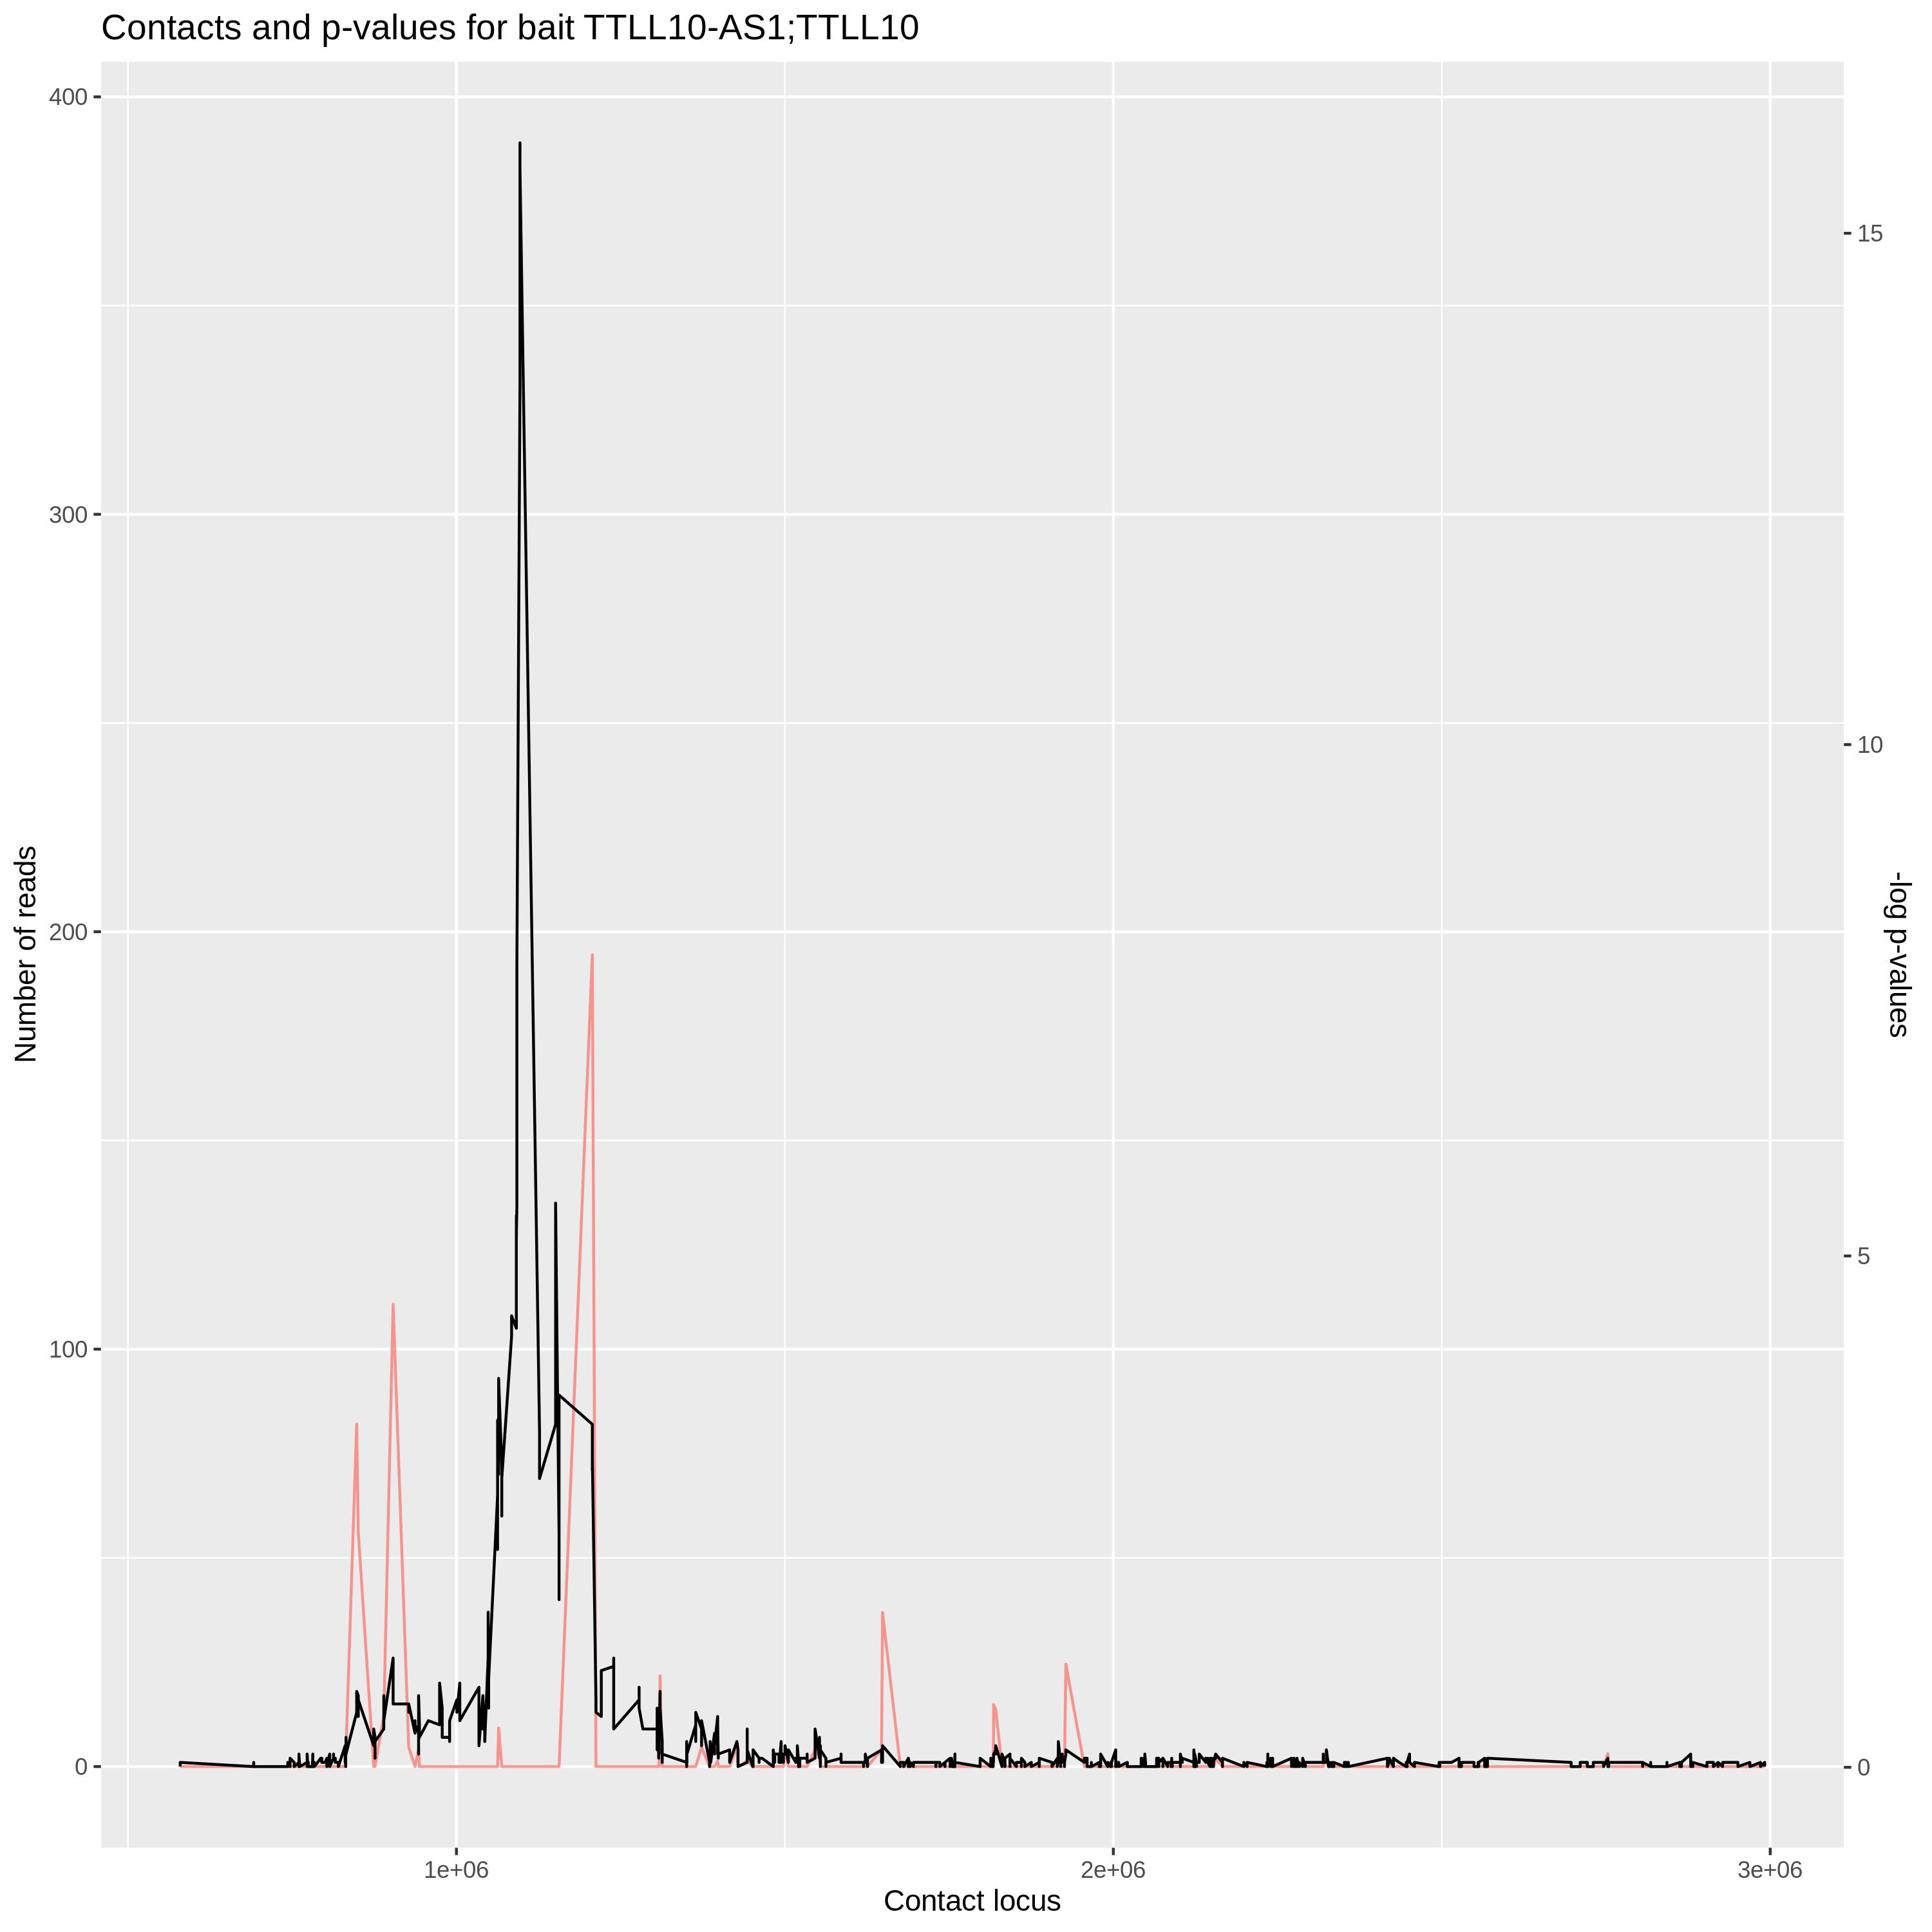 Contacts and p-values for bait TTLL10-AS1;TTLL10
400
300
200
100
0
Number of reads
15
10
5
0
-log p-values
1e+06
2e+06
3e+06
Contact locus